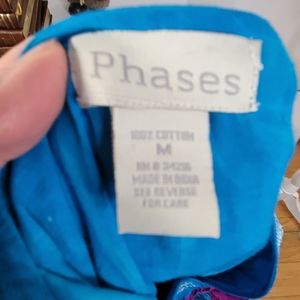 Phases
100% COTTON
M
RN # 34216
MADE IN INDIA
SEE REVERSE
FOR CARE